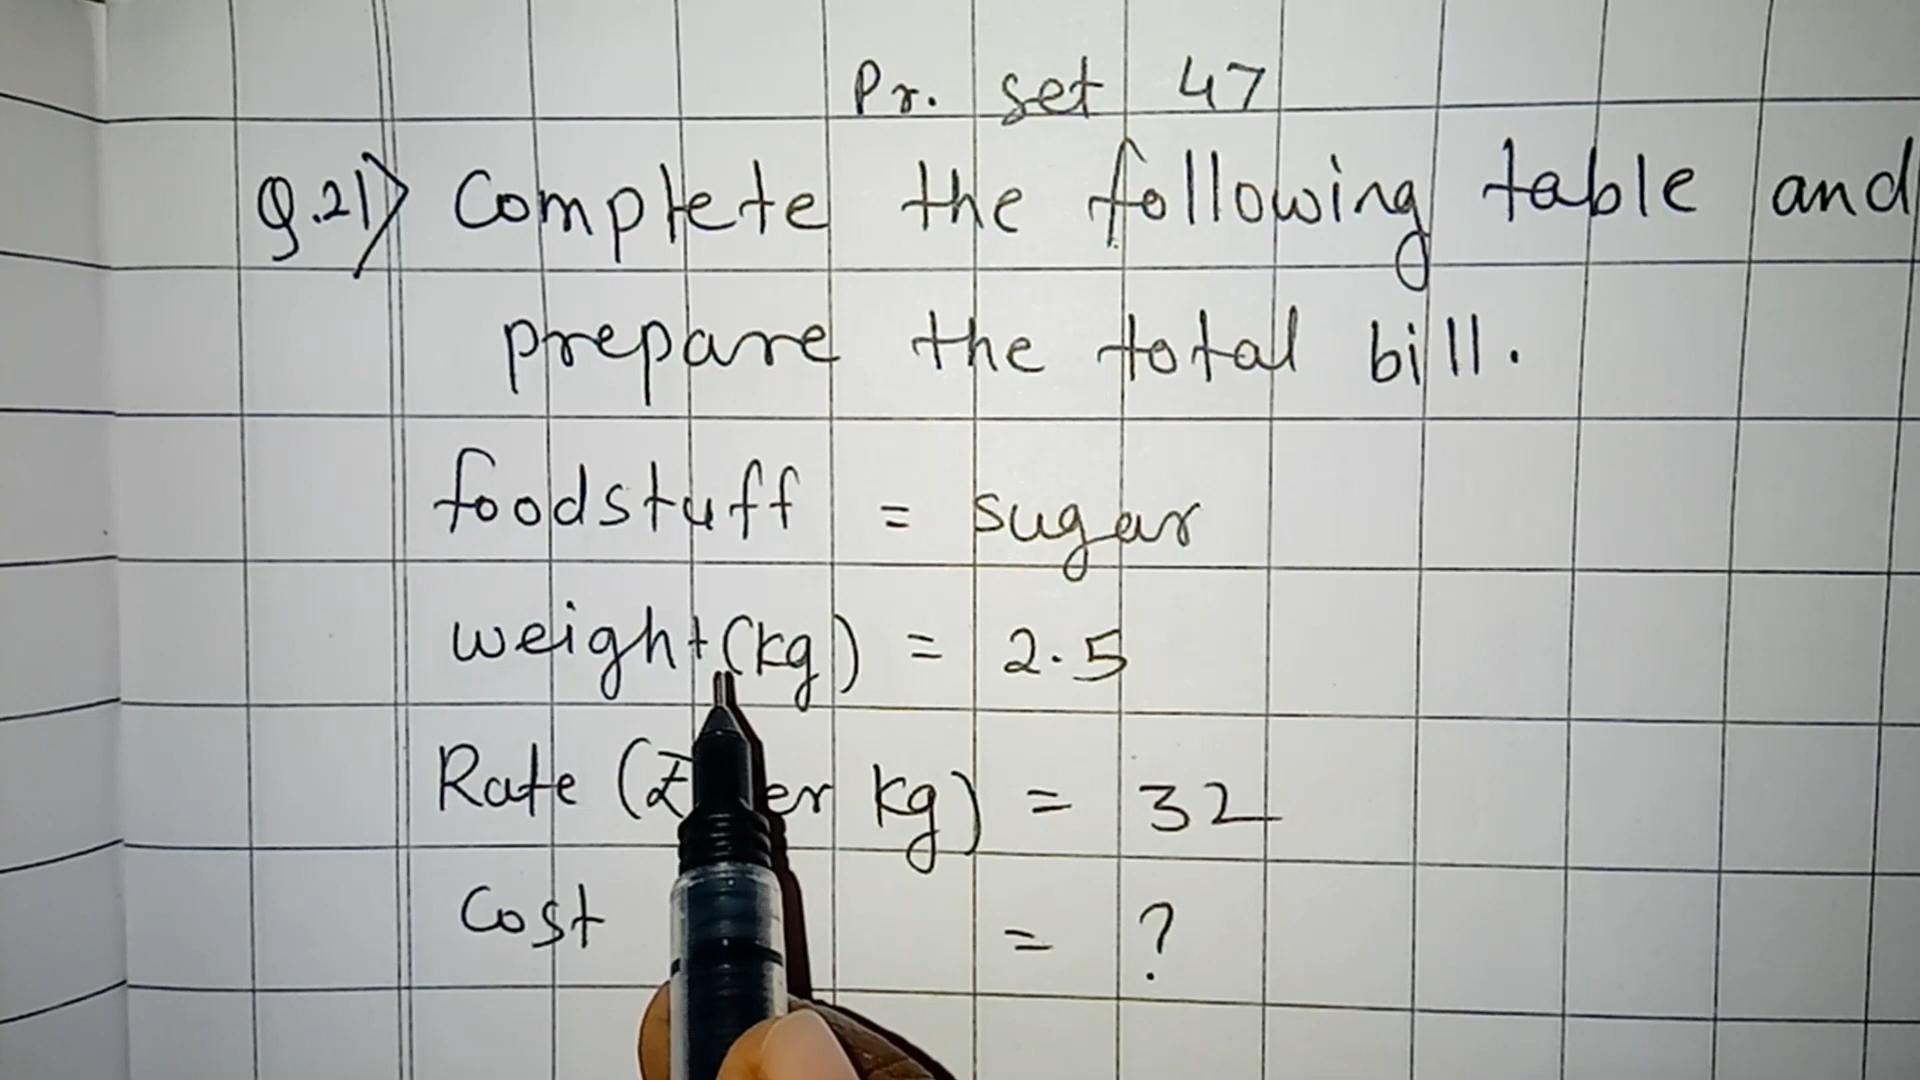 Pr. set 47
Q.21) Complete the following table and
prepare the total bill.
foodstuff = sugar
weight (kg) = 2.5
Rate (₹ er kg) = 32
Cost = ?